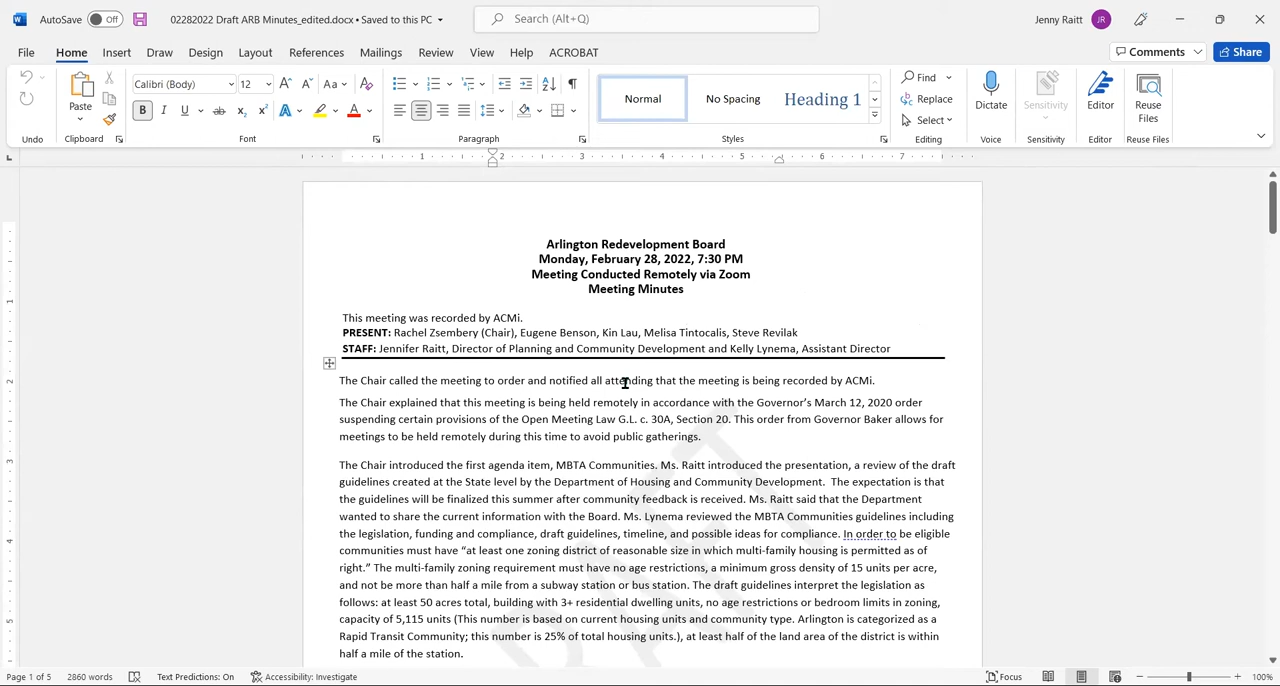 AutoSave Off 02282022 Draft ARB Minutes_edited.docx • Saved to this PC Search (Alt+Q) Jenny Raitt JR
File Home Insert Draw Design Layout References Mailings Review View Help ACROBAT Comments Share
Calibri (Body) 12 Normal No Spacing Heading 1 Find
Replace
Select
Paste Dictate Sensitivity Editor Reuse Files
Undo Clipboard Font Paragraph Styles Editing Voice Sensitivity Editor Reuse Files
1 2 3 4 5 6 7
Arlington Redevelopment Board
Monday, February 28, 2022, 7:30 PM
Meeting Conducted Remotely via Zoom
Meeting Minutes
This meeting was recorded by ACMi.
PRESENT: Rachel Zsembery (Chair), Eugene Benson, Kin Lau, Melisa Tintocalis, Steve Revilak
STAFF: Jennifer Raitt, Director of Planning and Community Development and Kelly Lynema, Assistant Director
The Chair called the meeting to order and notified all attending that the meeting is being recorded by ACMi.
The Chair explained that this meeting is being held remotely in accordance with the Governor's March 12, 2020 order
suspending certain provisions of the Open Meeting Law G.L. c. 30A, Section 20. This order from Governor Baker allows for
meetings to be held remotely during this time to avoid public gatherings.
The Chair introduced the first agenda item, MBTA Communities. Ms. Raitt introduced the presentation, a review of the draft
guidelines created at the State level by the Department of Housing and Community Development. The expectation is that
the guidelines will be finalized this summer after community feedback is received. Ms. Raitt said that the Department
wanted to share the current information with the Board. Ms. Lynema reviewed the MBTA Communities guidelines including
the legislation, funding and compliance, draft guidelines, timeline, and possible ideas for compliance. In order to be eligible
communities must have “at least one zoning district of reasonable size in which multi-family housing is permitted as of
right.” The multi-family zoning requirement must have no age restrictions, a minimum gross density of 15 units per acre,
and not be more than half a mile from a subway station or bus station. The draft guidelines interpret the legislation as
follows: at least 50 acres total, building with 3+ residential dwelling units, no age restrictions or bedroom limits in zoning,
capacity of 5,115 units (This number is based on current housing units and community type. Arlington is categorized as a
Rapid Transit Community; this number is 25% of total housing units.), at least half of the land area of the district is within
half a mile of the station.
DRAFT
Page 1 of 5 2860 words Text Predictions: On Accessibility: Investigate Focus 100%